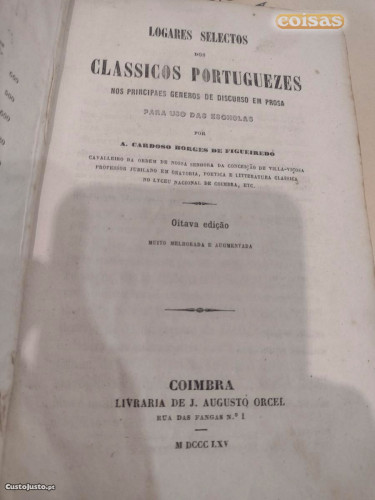 coisas
LOGARES SELECTOS
DOS
CLASSICOS PORTUGUEZES
NOS PRINCIPAES GENEROS DE DISCURSO EM PROSA
PARA USO DAS ESCHOLAS
POR
A. CARDOSO BORGES DE FIGUEIREDO
CAVALLEIRO DA ORDEM DE NOSSA SENHORA DA CONCEIÇÃO DE VILLA-VIÇOSA
PROFESSOR JUBILADO EM ORATORIA, POETICA E LITTERATURA CLASSICA
NO LYCEU NACIONAL DE COIMBRA, ETC.
Oitava edição
MUITO MELHORADA E AUGMENTADA
COIMBRA
LIVRARIA DE J. AUGUSTO ORCEL
RUA DAS FANGAS N.º 1
M DCCC LXV
CustoJusto.pt